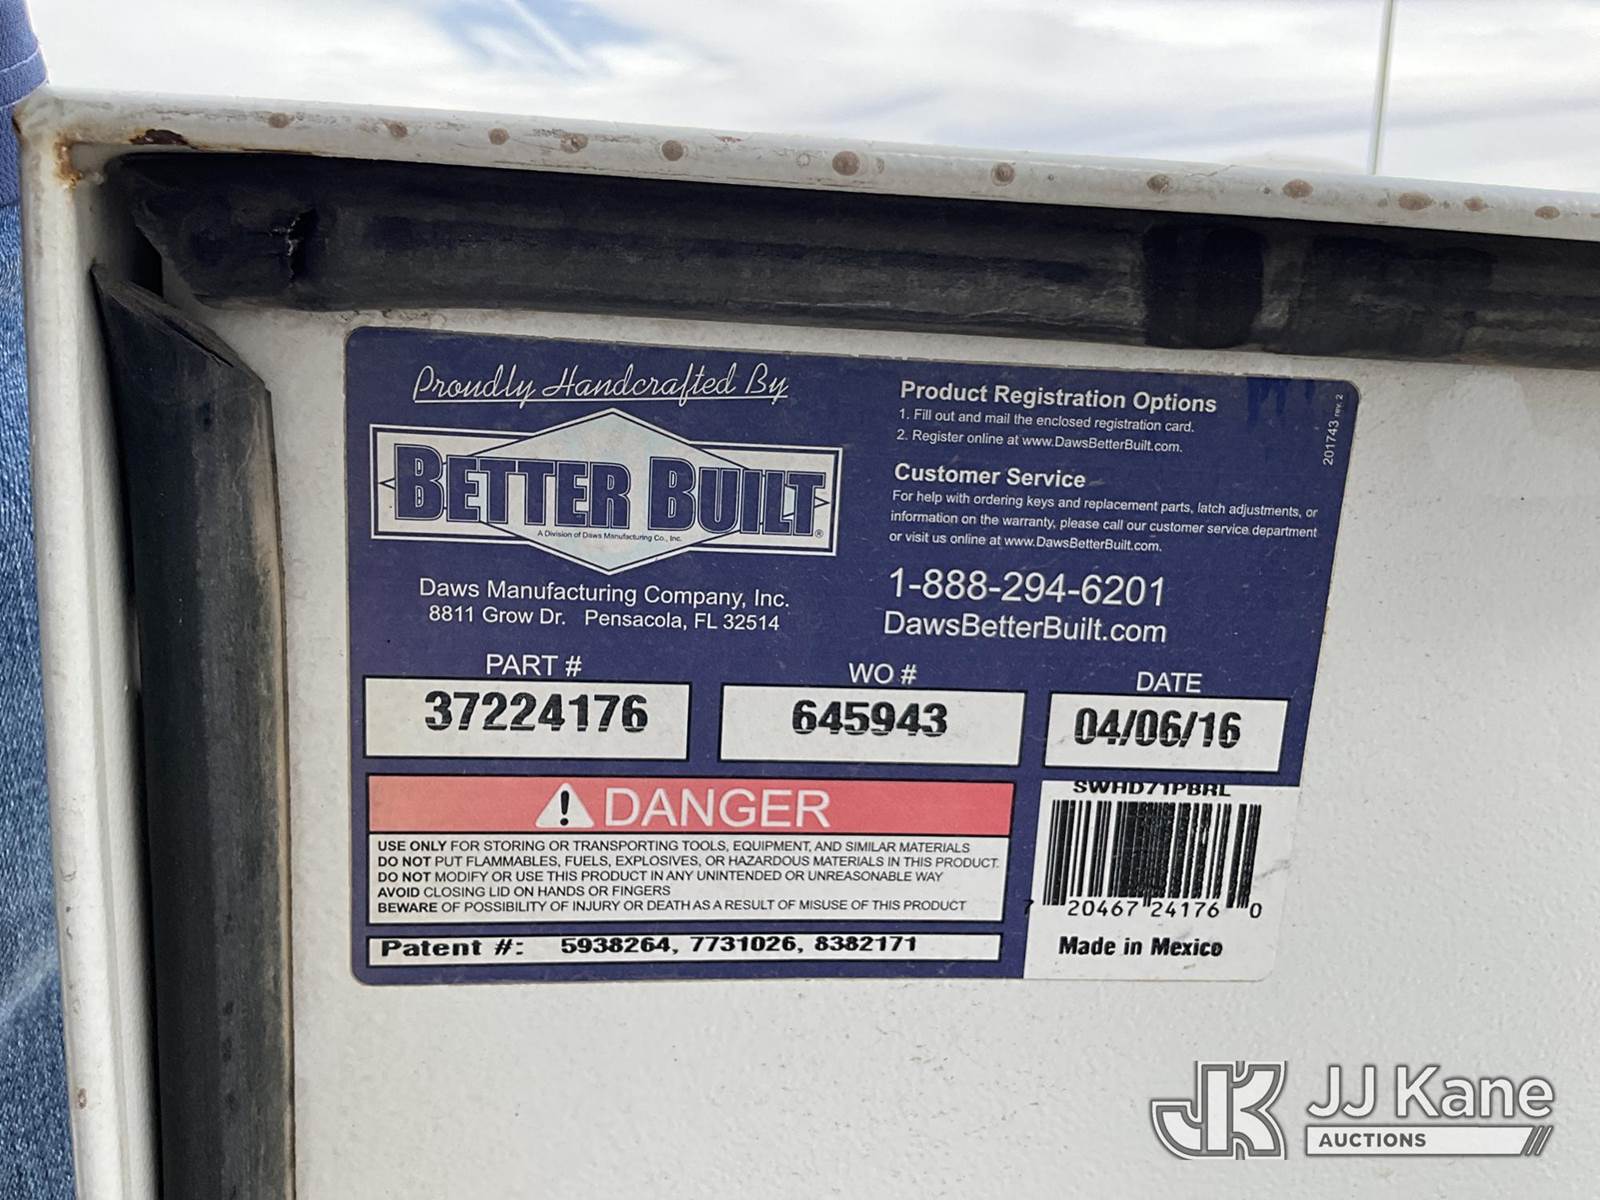 Proudly Handcrafted By
BETTER BUILT®
A Division of Daws Manufacturing Co., Inc.
Daws Manufacturing Company, Inc.
8811 Grow Dr. Pensacola, FL 32514
Product Registration Options
1. Fill out and mail the enclosed registration card.
2. Register online at www.DawsBetterBuilt.com.
201743 rev. 2
Customer Service
For help with ordering keys and replacement parts, latch adjustments, or
information on the warranty, please call our customer service department
or visit us online at www.DawsBetterBuilt.com.
1-888-294-6201
DawsBetterBuilt.com
PART #
37224176
WO #
645943
DATE
04/06/16
DANGER
USE ONLY FOR STORING OR TRANSPORTING TOOLS, EQUIPMENT, AND SIMILAR MATERIALS
DO NOT PUT FLAMMABLES, FUELS, EXPLOSIVES, OR HAZARDOUS MATERIALS IN THIS PRODUCT.
DO NOT MODIFY OR USE THIS PRODUCT IN ANY UNINTENDED OR UNREASONABLE WAY
AVOID CLOSING LID ON HANDS OR FINGERS
BEWARE OF POSSIBILITY OF INJURY OR DEATH AS A RESULT OF MISUSE OF THIS PRODUCT
Patent #: 5938264, 7731026, 8382171
SWHD71PBRL
7 20467 24176 0
Made in Mexico
JK JJ Kane
AUCTIONS